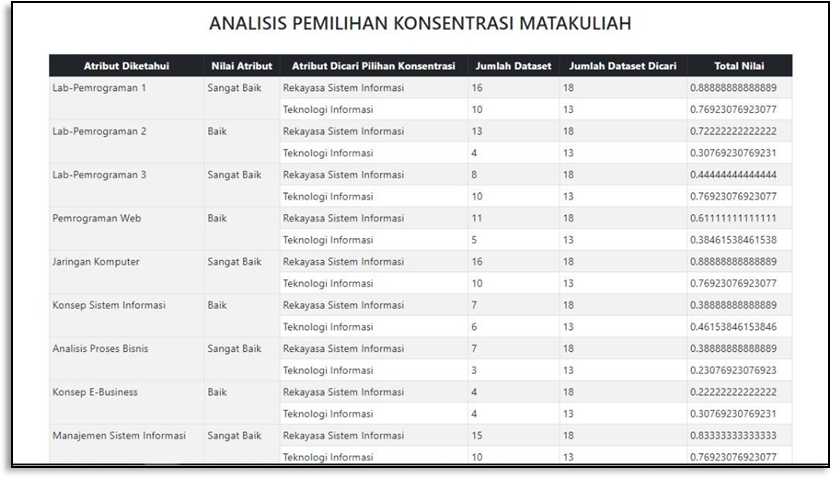 ANALISIS PEMILIHAN KONSENTRASI MATAKULIAH
Atribut Diketahui Nilai Atribut Atribut Dicari Pilihan Konsentrasi Jumlah Dataset Jumlah Dataset Dicari Total Nilai
Lab-Pemrograman 1 Sangat Baik Rekayasa Sistem Informasi 16 18 0.88888888888889
Teknologi Informasi 10 13 0.76923076923077
Lab-Pemrograman 2 Baik Rekayasa Sistem Informasi 13 18 0.72222222222222
Teknologi Informasi 4 13 0.30769230769231
Lab-Pemrograman 3 Sangat Baik Rekayasa Sistem Informasi 8 18 0.44444444444444
Teknologi Informasi 10 13 0.76923076923077
Pemrograman Web Baik Rekayasa Sistem Informasi 11 18 0.61111111111111
Teknologi Informasi 5 13 0.38461538461538
Jaringan Komputer Sangat Baik Rekayasa Sistem Informasi 16 18 0.88888888888889
Teknologi Informasi 10 13 0.76923076923077
Konsep Sistem Informasi Baik Rekayasa Sistem Informasi 7 18 0.38888888888889
Teknologi Informasi 6 13 0.46153846153846
Analisis Proses Bisnis Sangat Baik Rekayasa Sistem Informasi 7 18 0.38888888888889
Teknologi Informasi 3 13 0.23076923076923
Konsep E-Business Baik Rekayasa Sistem Informasi 4 18 0.22222222222222
Teknologi Informasi 4 13 0.30769230769231
Manajemen Sistem Informasi Sangat Baik Rekayasa Sistem Informasi 15 18 0.83333333333333
Teknologi Informasi 10 13 0.76923076923077